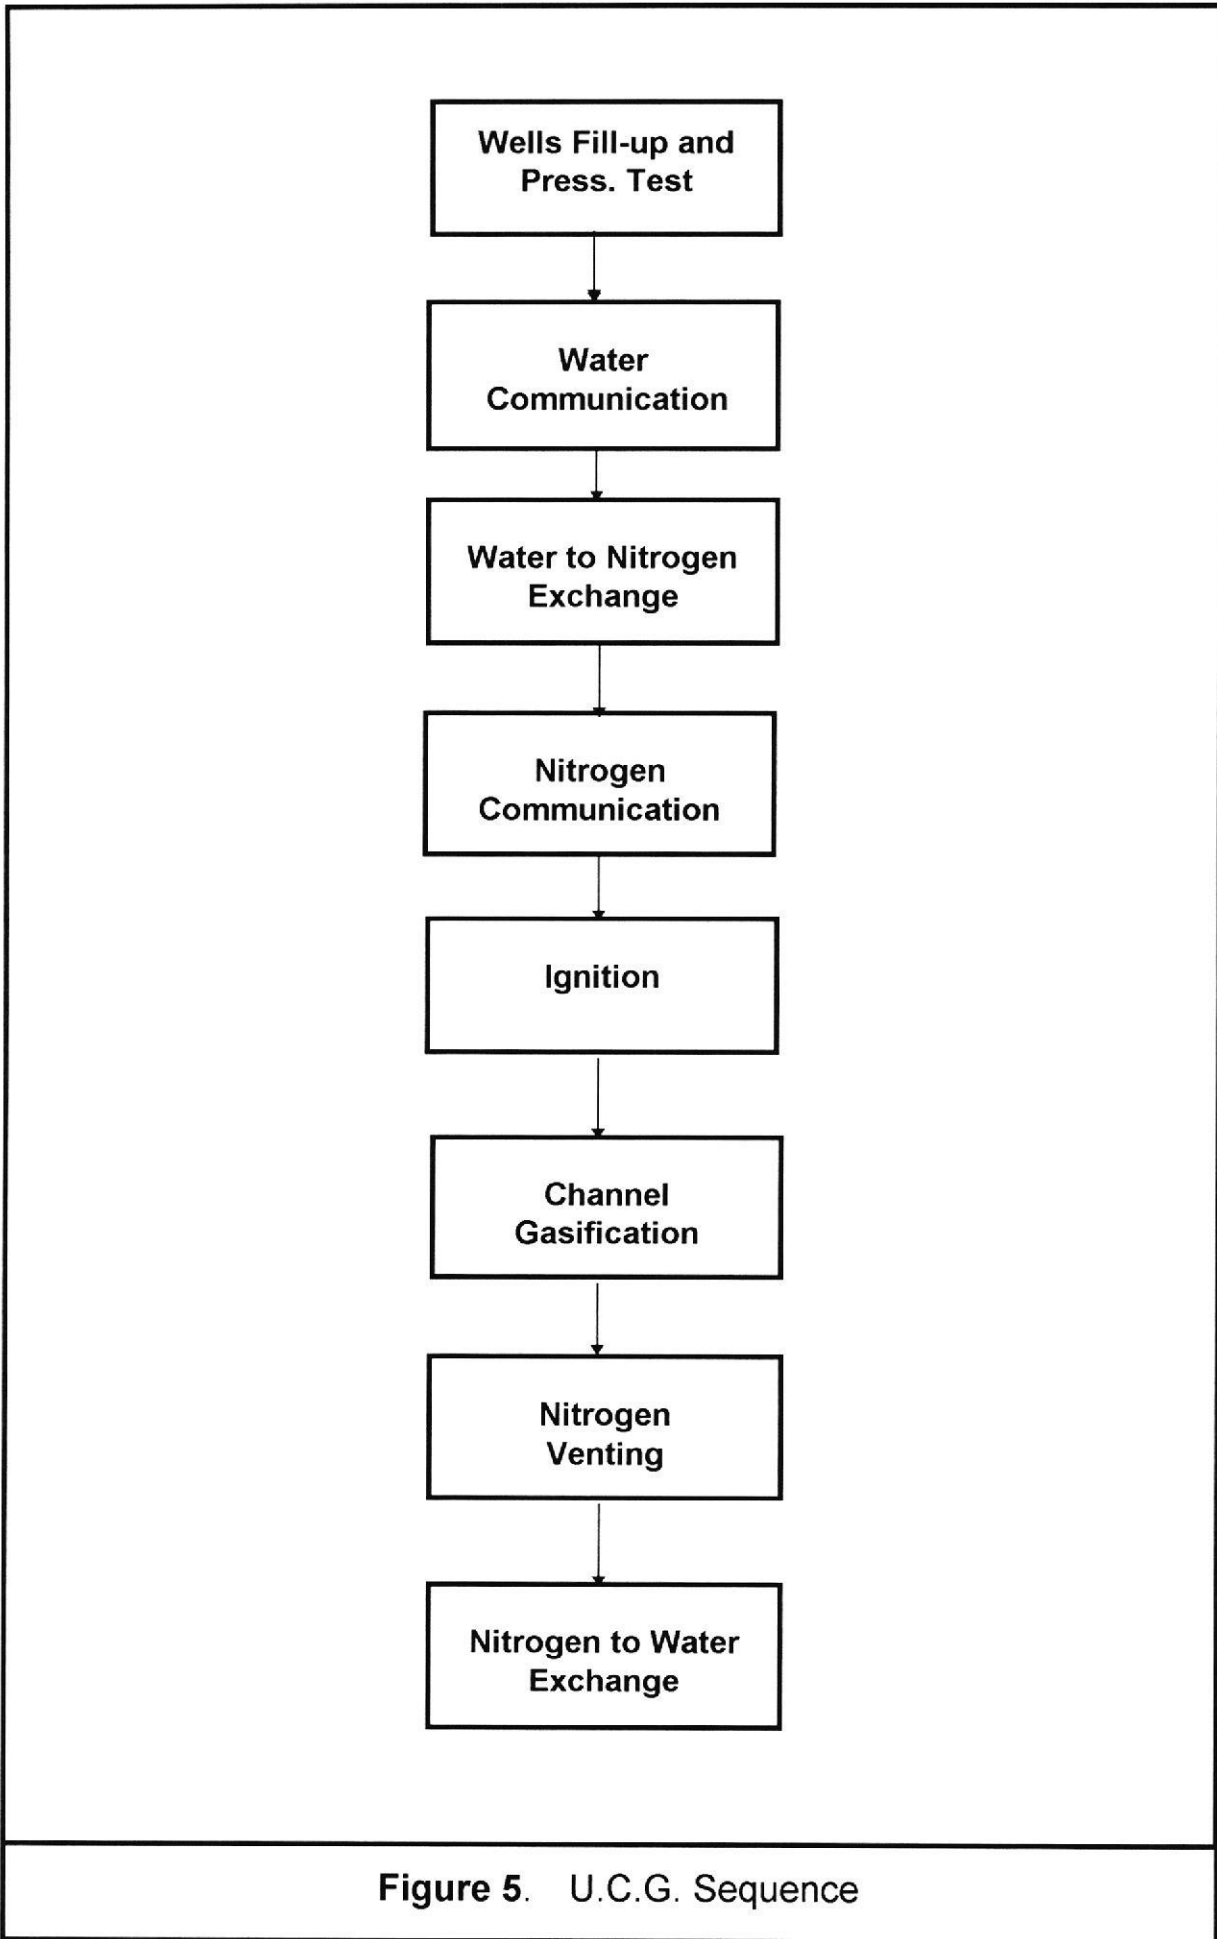 Wells Fill-up and
Press. Test
Water
Communication
Water to Nitrogen
Exchange
Nitrogen
Communication
Ignition
Channel
Gasification
Nitrogen
Venting
Nitrogen to Water
Exchange
Figure 5. U.C.G. Sequence